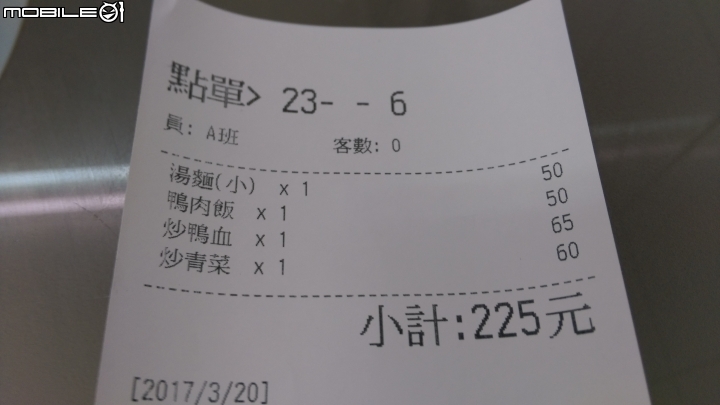 MOBILE01
點單> 23- - 6
員: A班 客數: 0
湯麵(小) x 1 50
鴨肉飯 x 1 50
炒鴨血 x 1 65
炒青菜 x 1 60
小計:225元
[2017/3/20]